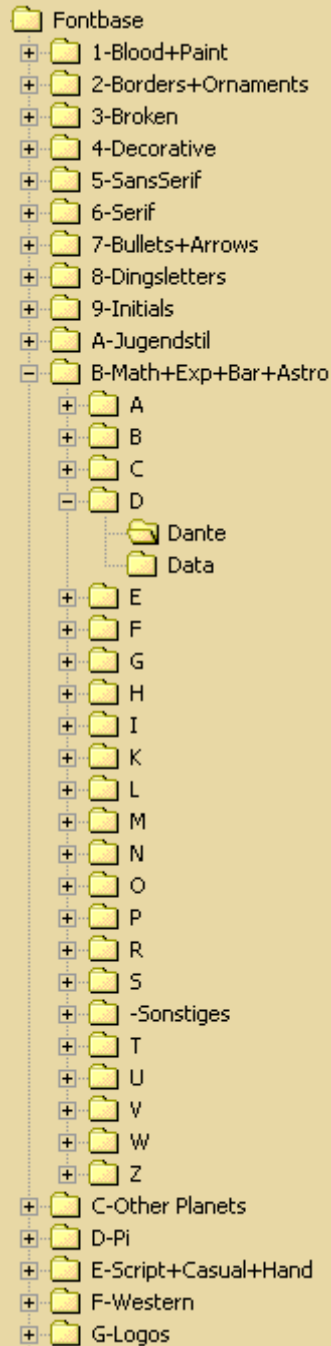 Fontbase
1-Blood+Paint
2-Borders+Ornaments
3-Broken
4-Decorative
5-SansSerif
6-Serif
7-Bullets+Arrows
8-Dingsletters
9-Initials
A-Jugendstil
B-Math+Exp+Bar+Astro
A
B
C
D
Dante
Data
E
F
G
H
I
K
L
M
N
O
P
R
S
-Sonstiges
T
U
V
W
Z
C-Other Planets
D-Pi
E-Script+Casual+Hand
F-Western
G-Logos